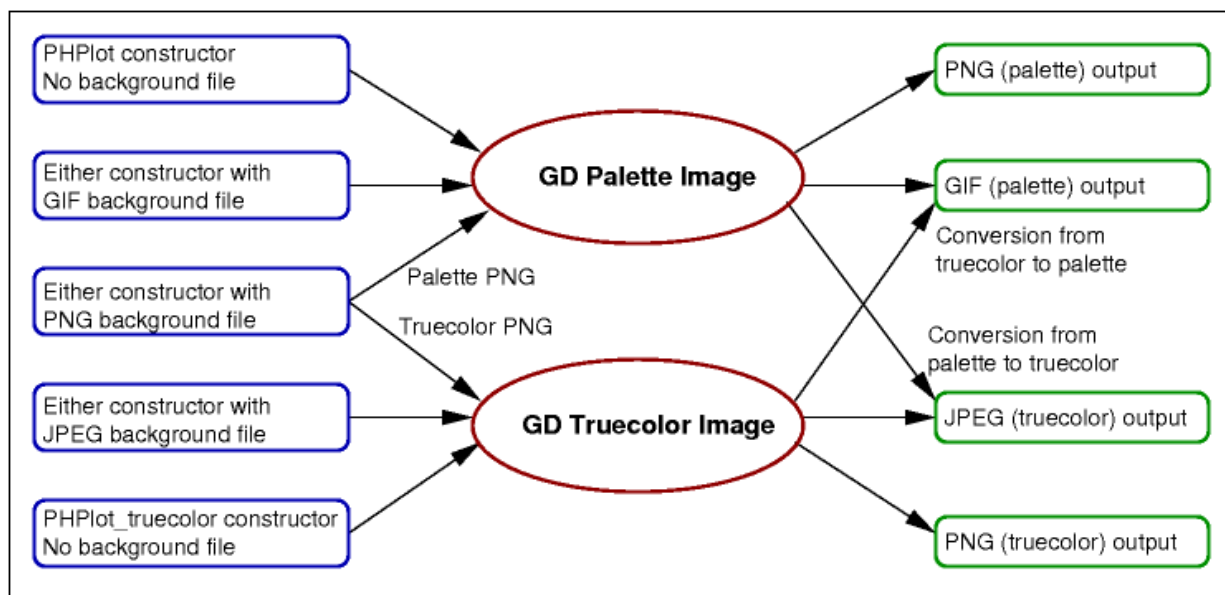 PHPlot constructor
No background file
Either constructor with
GIF background file
Either constructor with
PNG background file
Either constructor with
JPEG background file
PHPlot_truecolor constructor
No background file
Palette PNG
Truecolor PNG
GD Palette Image
GD Truecolor Image
PNG (palette) output
GIF (palette) output
Conversion from
truecolor to palette
Conversion from
palette to truecolor
JPEG (truecolor) output
PNG (truecolor) output